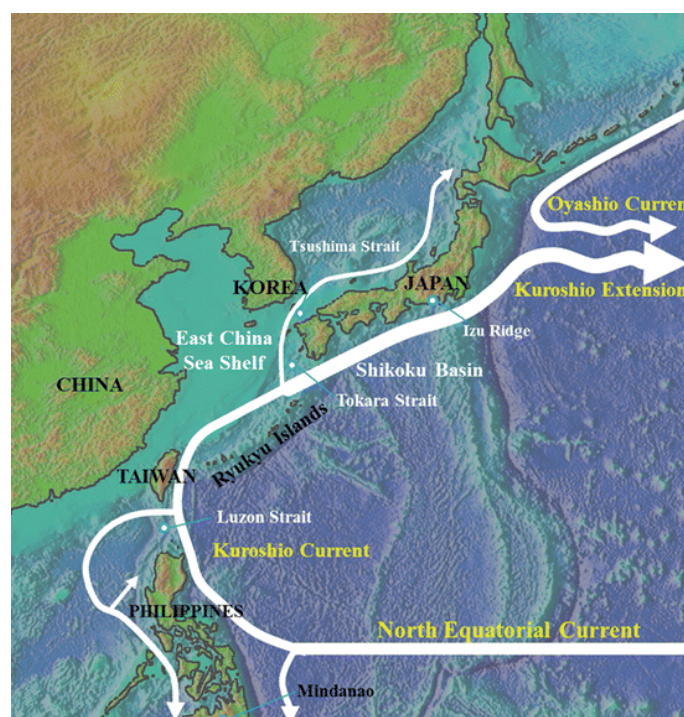 Oyashio Current
Tsushima Strait
KOREA
JAPAN
Kuroshio Extension
Izu Ridge
East China
Sea Shelf
Shikoku Basin
CHINA
Tokara Strait
Ryukyu Islands
TAIWAN
Luzon Strait
Kuroshio Current
PHILIPPINES
North Equatorial Current
Mindanao